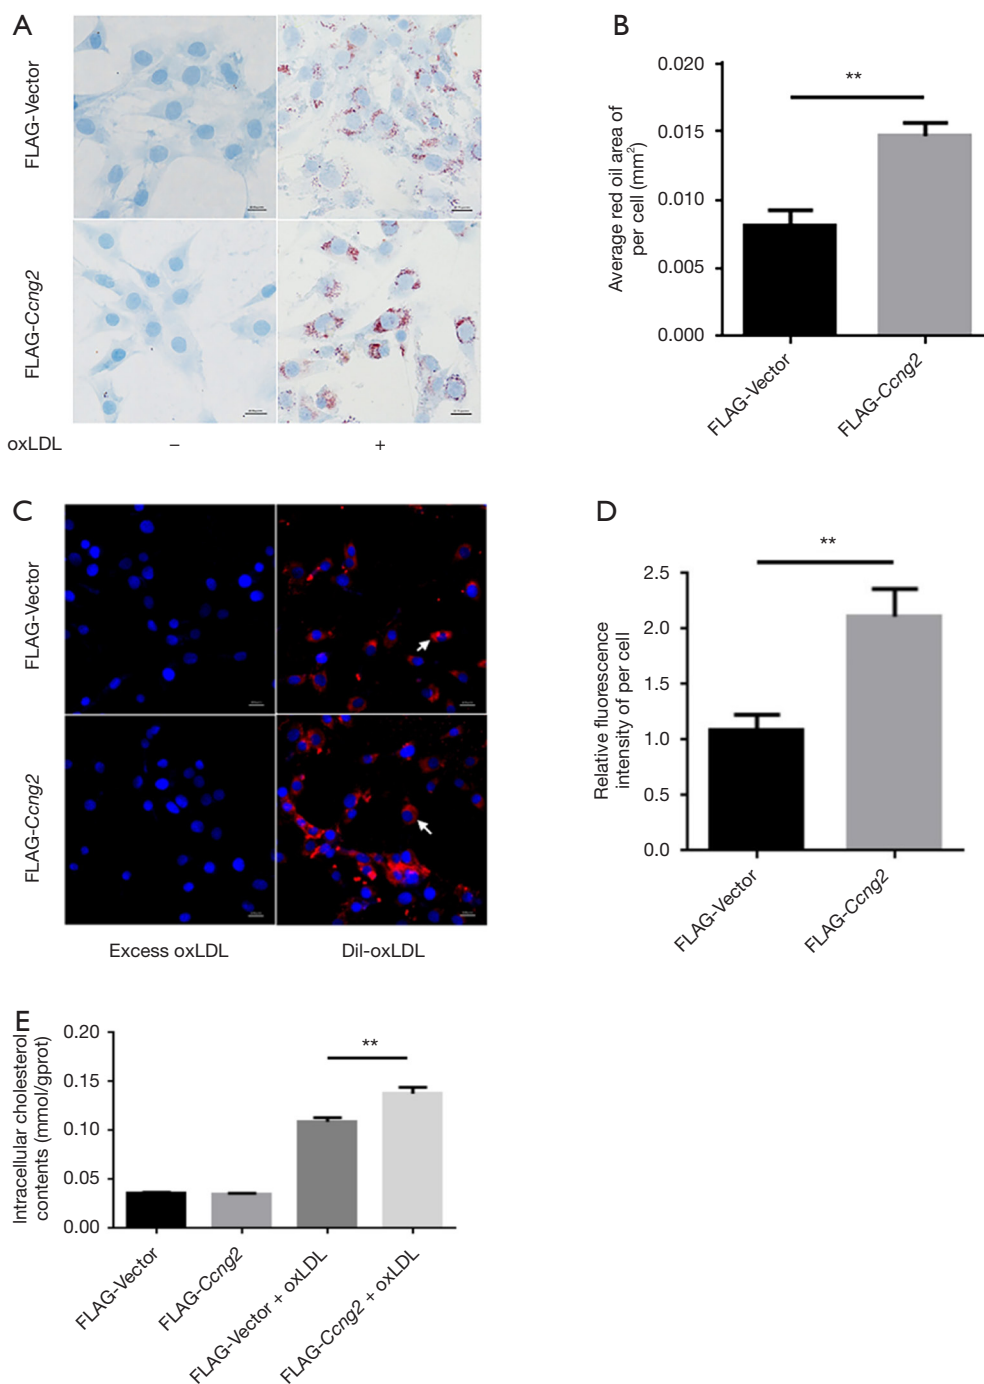 A
FLAG-Vector
FLAG-Ccng2
oxLDL
–
+
B
Average red oil area of
per cell (mm²)
0.020
0.015
0.010
0.005
0.000
**
FLAG-Vector
FLAG-Ccng2
C
FLAG-Vector
FLAG-Ccng2
Excess oxLDL
Dil-oxLDL
D
Relative fluorescence
intensity of per cell
2.5
2.0
1.5
1.0
0.5
0.0
**
FLAG-Vector
FLAG-Ccng2
E
Intracellular cholesterol
contents (mmol/gprot)
0.20
0.15
0.10
0.05
0.00
**
FLAG-Vector
FLAG-Ccng2
FLAG-Vector + oxLDL
FLAG-Ccng2 + oxLDL